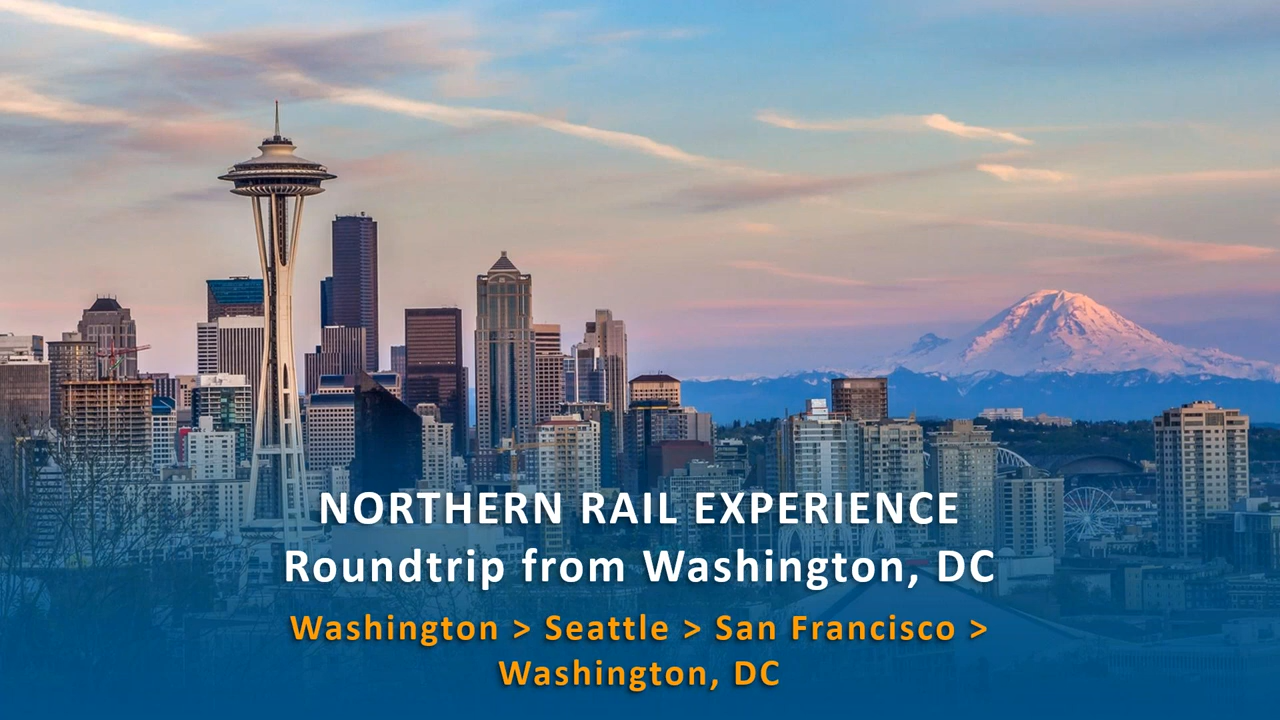 NORTHERN RAIL EXPERIENCE
Roundtrip from Washington, DC
Washington > Seattle > San Francisco >
Washington, DC